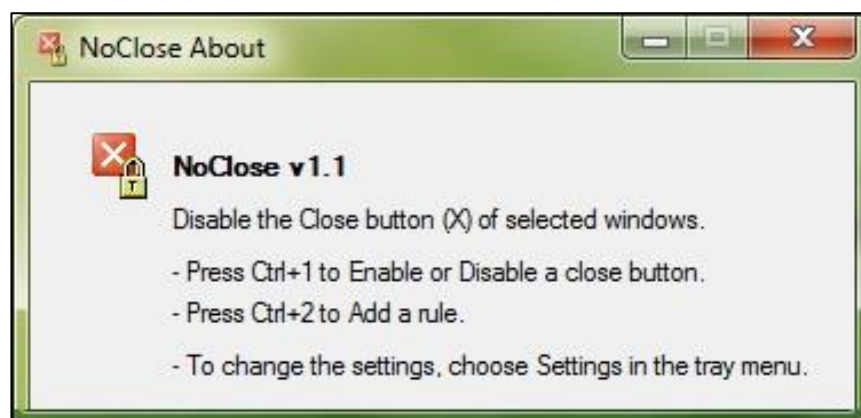 NoClose About
NoClose v1.1
Disable the Close button (X) of selected windows.
- Press Ctrl+1 to Enable or Disable a close button.
- Press Ctrl+2 to Add a rule.
- To change the settings, choose Settings in the tray menu.